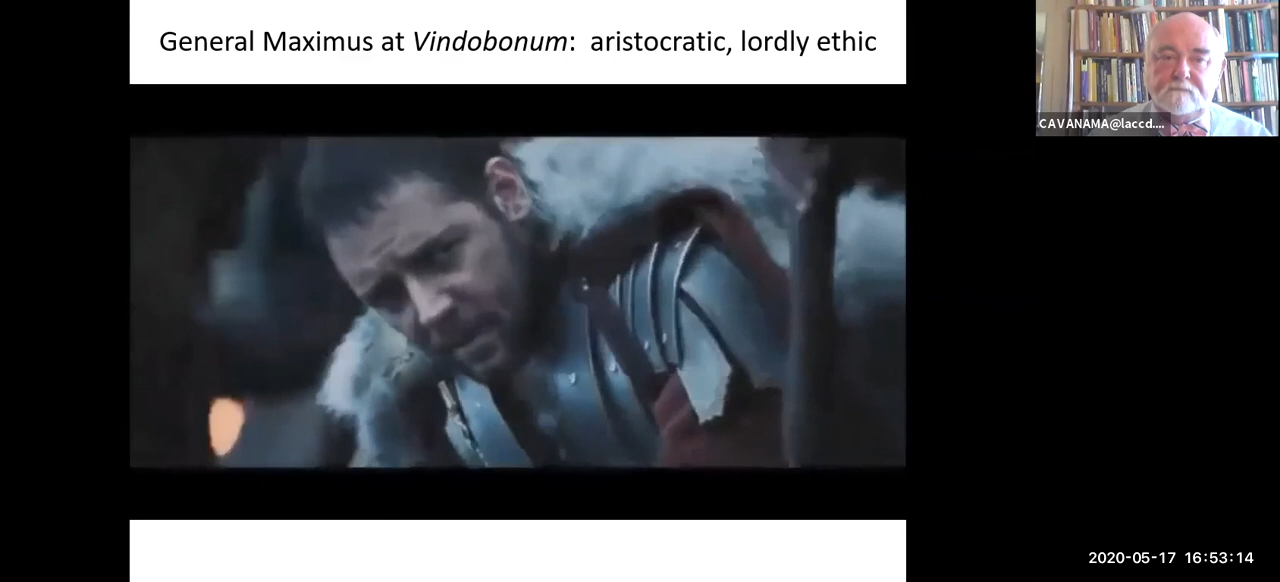 General Maximus at Vindobonum: aristocratic, lordly ethic
CAVANAMA@laccd....
2020-05-17 16:53:14